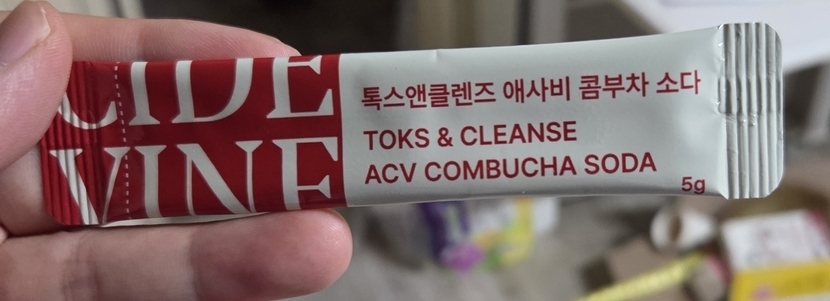 CIDE
VINE
톡스앤클렌즈 애사비 콤부차 소다
TOKS & CLEANSE
ACV COMBUCHA SODA
5g